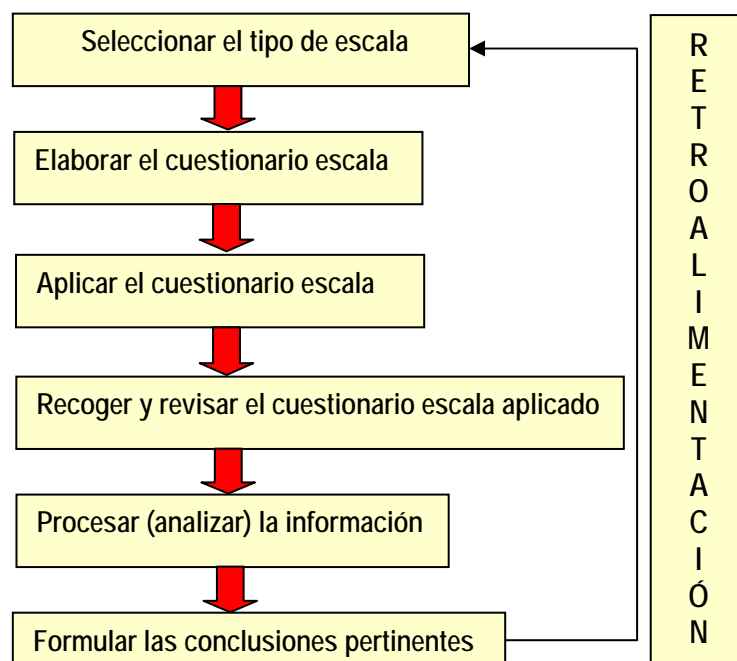 Seleccionar el tipo de escala
Elaborar el cuestionario escala
Aplicar el cuestionario escala
Recoger y revisar el cuestionario escala aplicado
Procesar (analizar) la información
Formular las conclusiones pertinentes
R
E
T
R
O
A
L
I
M
E
N
T
A
C
I
Ó
N